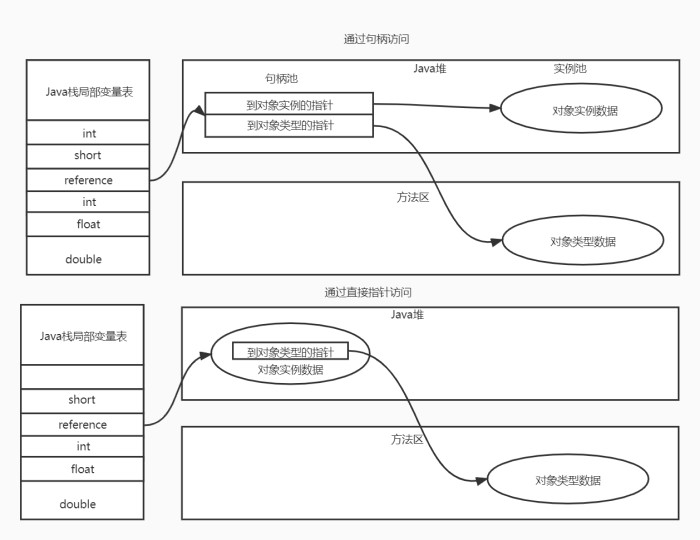 通过句柄访问
Java堆
实例池
句柄池
Java栈局部变量表
到对象实例的指针
到对象类型的指针
对象实例数据
int
short
reference
int
float
double
方法区
对象类型数据
通过直接指针访问
Java堆
Java栈局部变量表
到对象类型的指针
对象实例数据
short
reference
int
float
double
方法区
对象类型数据